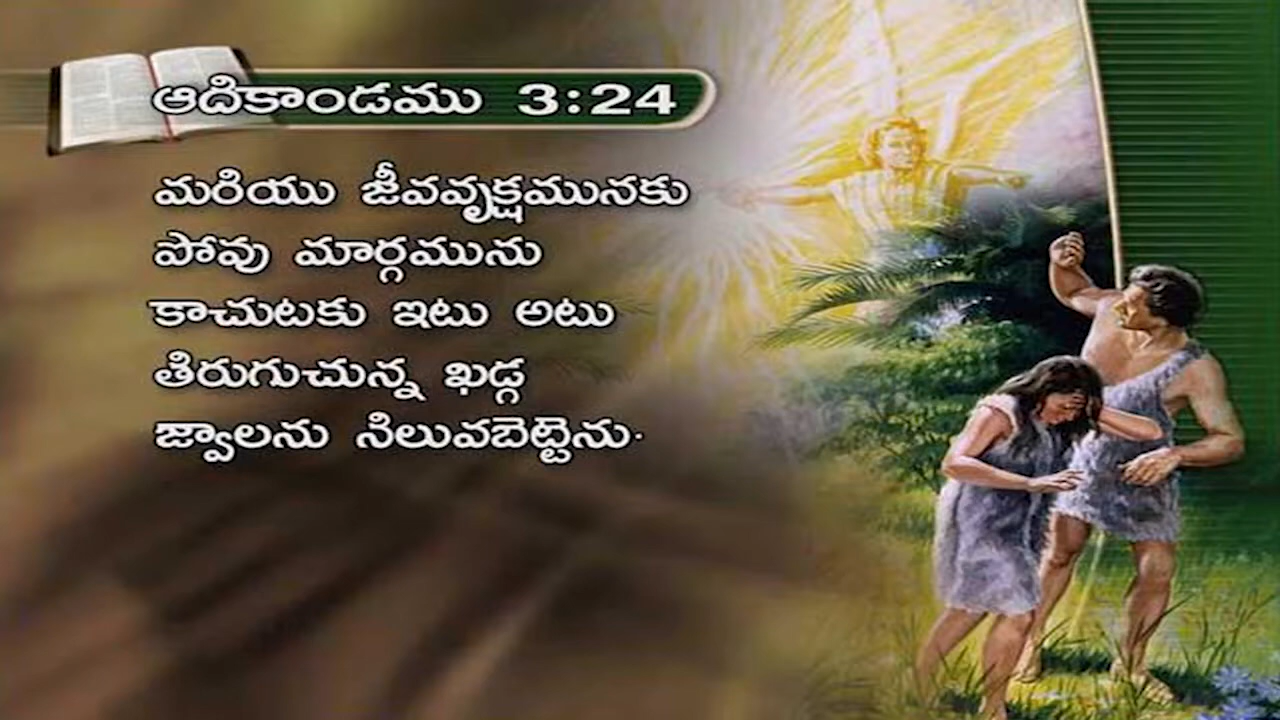 ఆదికాండము 3:24
మరియు జీవవృక్షమునకు
పోవు మార్గమును
కాచుటకు ఇటు అటు
తిరుగుచున్న ఖడ్గ
జ్వాలను నిలువబెట్టెను.